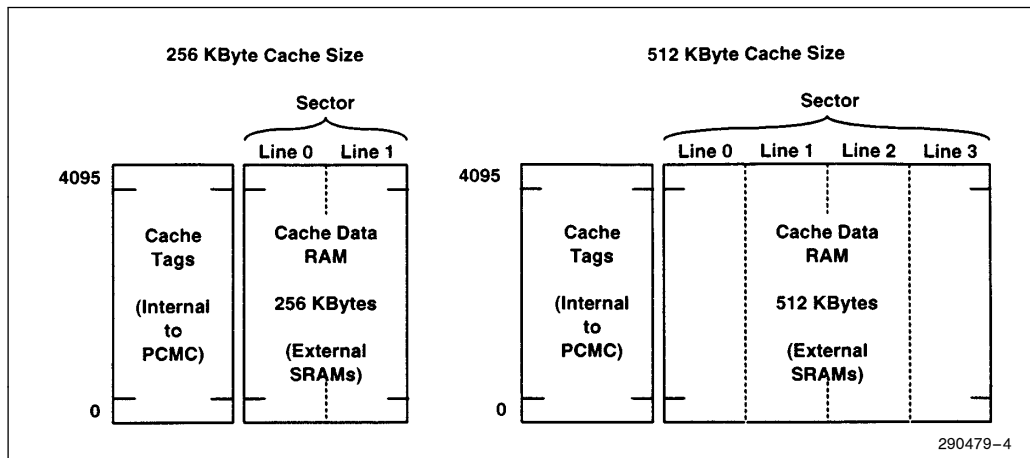 256 KByte Cache Size
Sector
Line 0 Line 1
4095
Cache
Tags
(Internal
to
PCMC)
Cache Data
RAM
256 KBytes
(External
SRAMs)
0
512 KByte Cache Size
Sector
Line 0 Line 1 Line 2 Line 3
4095
Cache
Tags
(Internal
to
PCMC)
Cache Data
RAM
512 KBytes
(External
SRAMs)
0
290479–4